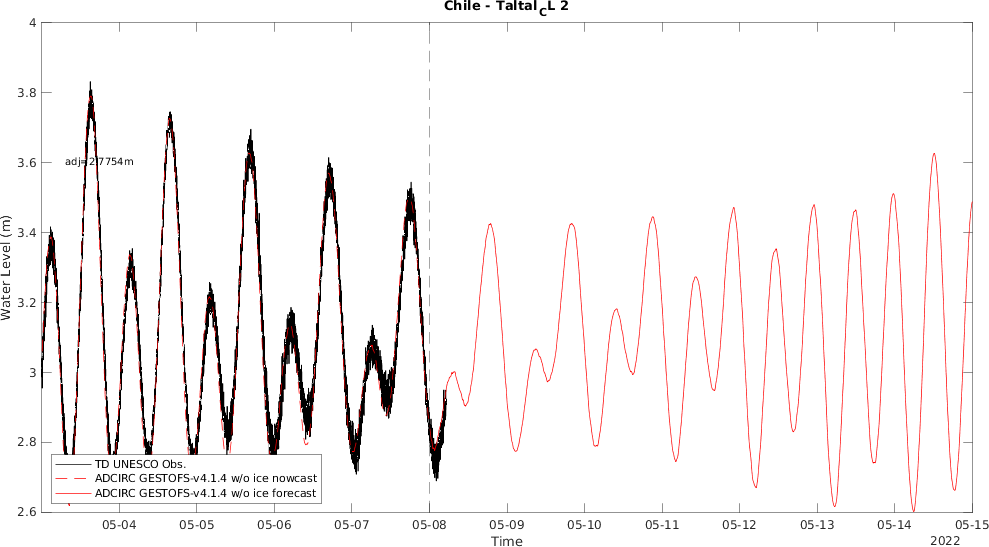 Chile - Taltal_CL 2
Water Level (m)
4
3.8
3.6
3.4
3.2
3
2.8
2.6
adj=2.7754m
TD UNESCO Obs.
ADCIRC GESTOFS-v4.1.4 w/o ice nowcast
ADCIRC GESTOFS-v4.1.4 w/o ice forecast
05-04 05-05 05-06 05-07 05-08 05-09 05-10 05-11 05-12 05-13 05-14 05-15
Time
2022